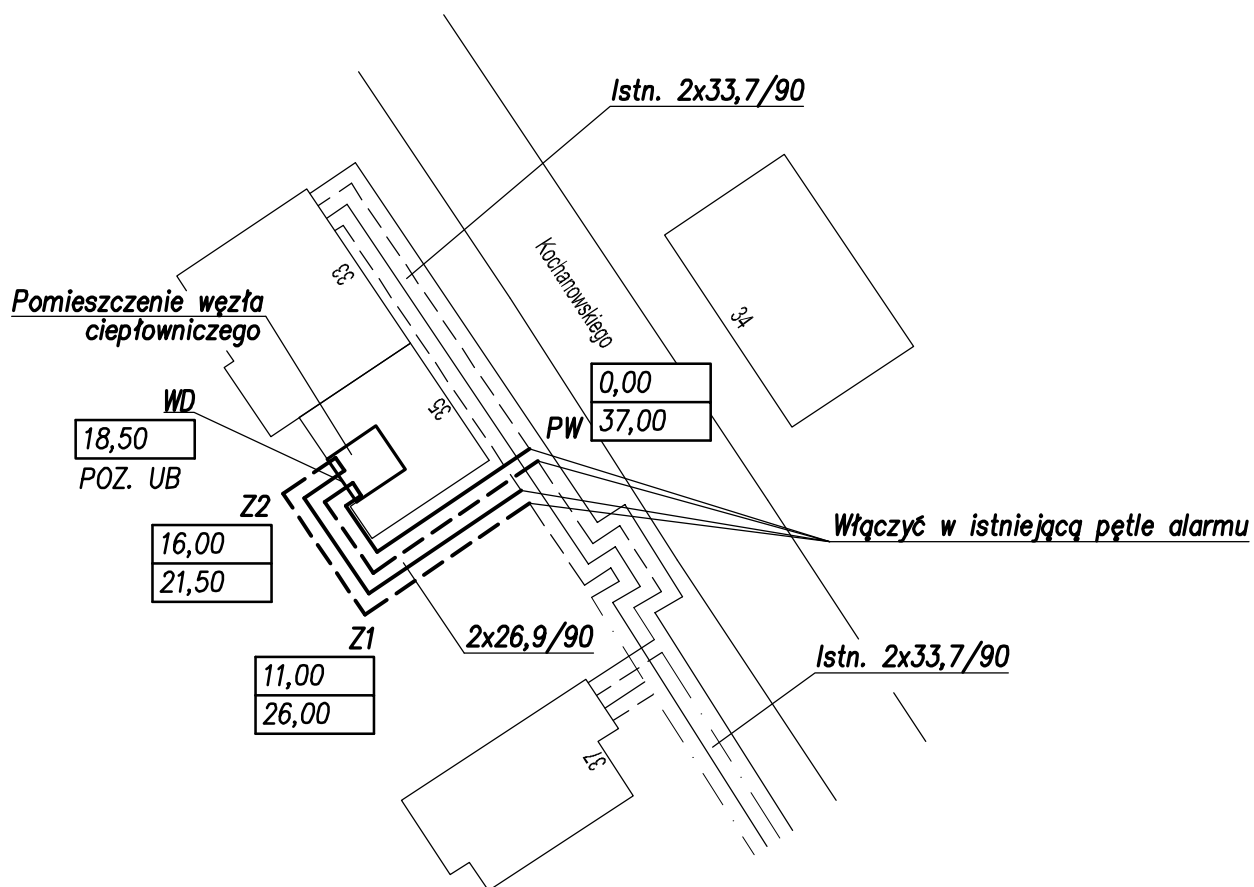 Istn. 2x33,7/90
Kochanowskiego
33
34
Pomieszczenie węzła
ciepłowniczego
WD
35
0,00
37,00
PW
18,50
POZ. UB
Z2
16,00
21,50
Włączyć w istniejącą pętle alarmu
Z1
2x26,9/90
11,00
26,00
Istn. 2x33,7/90
37